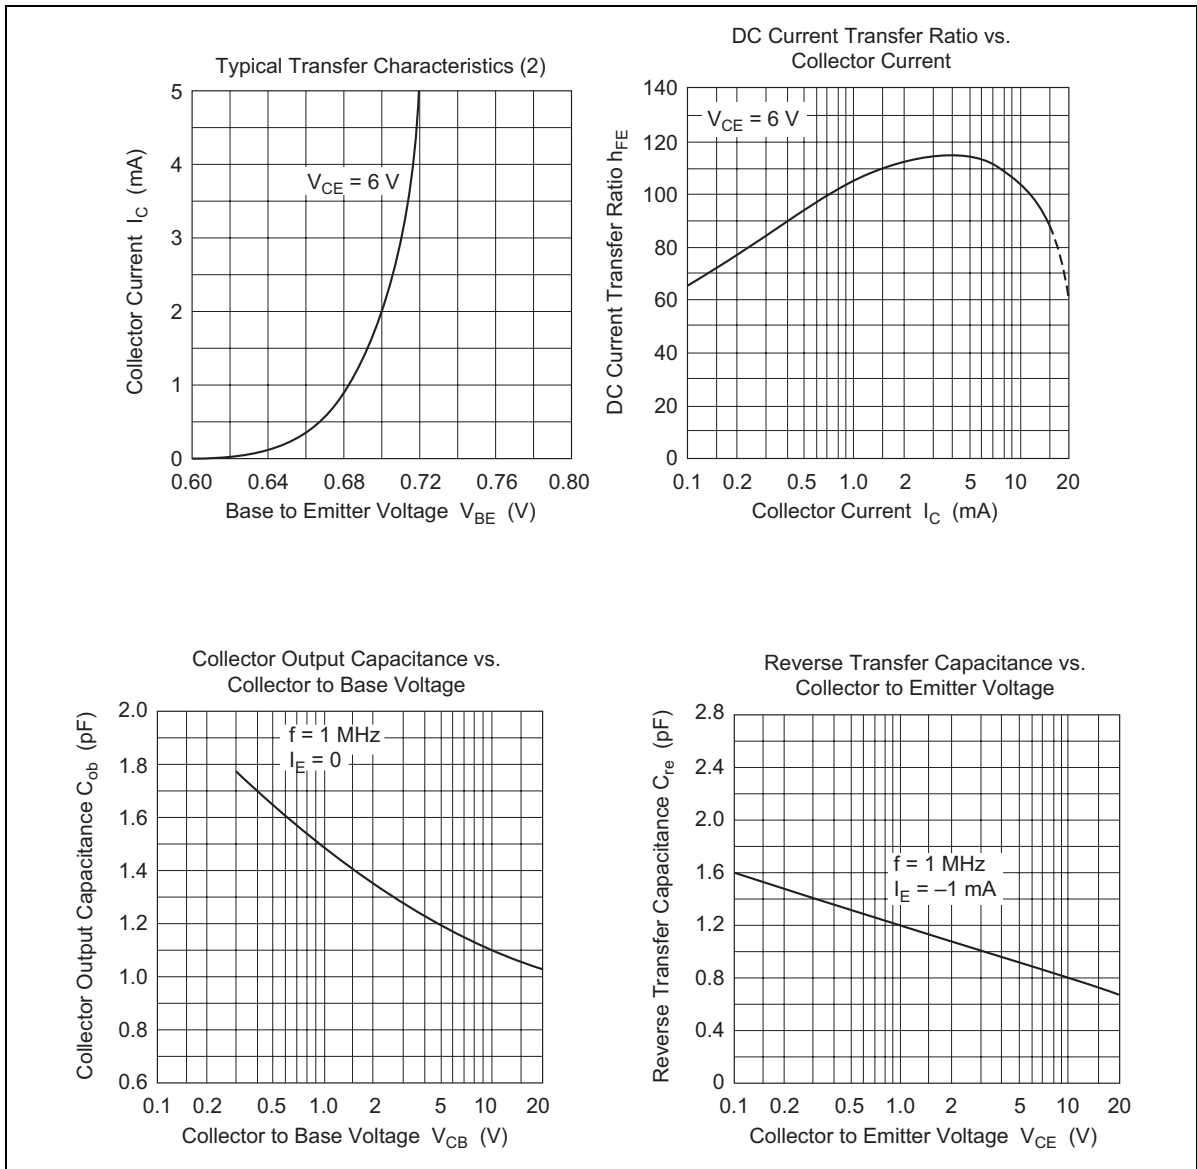 Typical Transfer Characteristics (2)
5
4
3
2
1
0
Collector Current I_C (mA)
V_CE = 6 V
0.60 0.64 0.68 0.72 0.76 0.80
Base to Emitter Voltage V_BE (V)
DC Current Transfer Ratio vs.
Collector Current
140
120
100
80
60
40
20
0
DC Current Transfer Ratio h_FE
V_CE = 6 V
0.1 0.2 0.5 1.0 2 5 10 20
Collector Current I_C (mA)
Collector Output Capacitance vs.
Collector to Base Voltage
2.0
1.8
1.6
1.4
1.2
1.0
0.8
0.6
Collector Output Capacitance C_ob (pF)
f = 1 MHz
I_E = 0
0.1 0.2 0.5 1.0 2 5 10 20
Collector to Base Voltage V_CB (V)
Reverse Transfer Capacitance vs.
Collector to Emitter Voltage
2.8
2.4
2.0
1.6
1.2
0.8
0.4
0
Reverse Transfer Capacitance C_re (pF)
f = 1 MHz
I_E = –1 mA
0.1 0.2 0.5 1.0 2 5 10 20
Collector to Emitter Voltage V_CE (V)